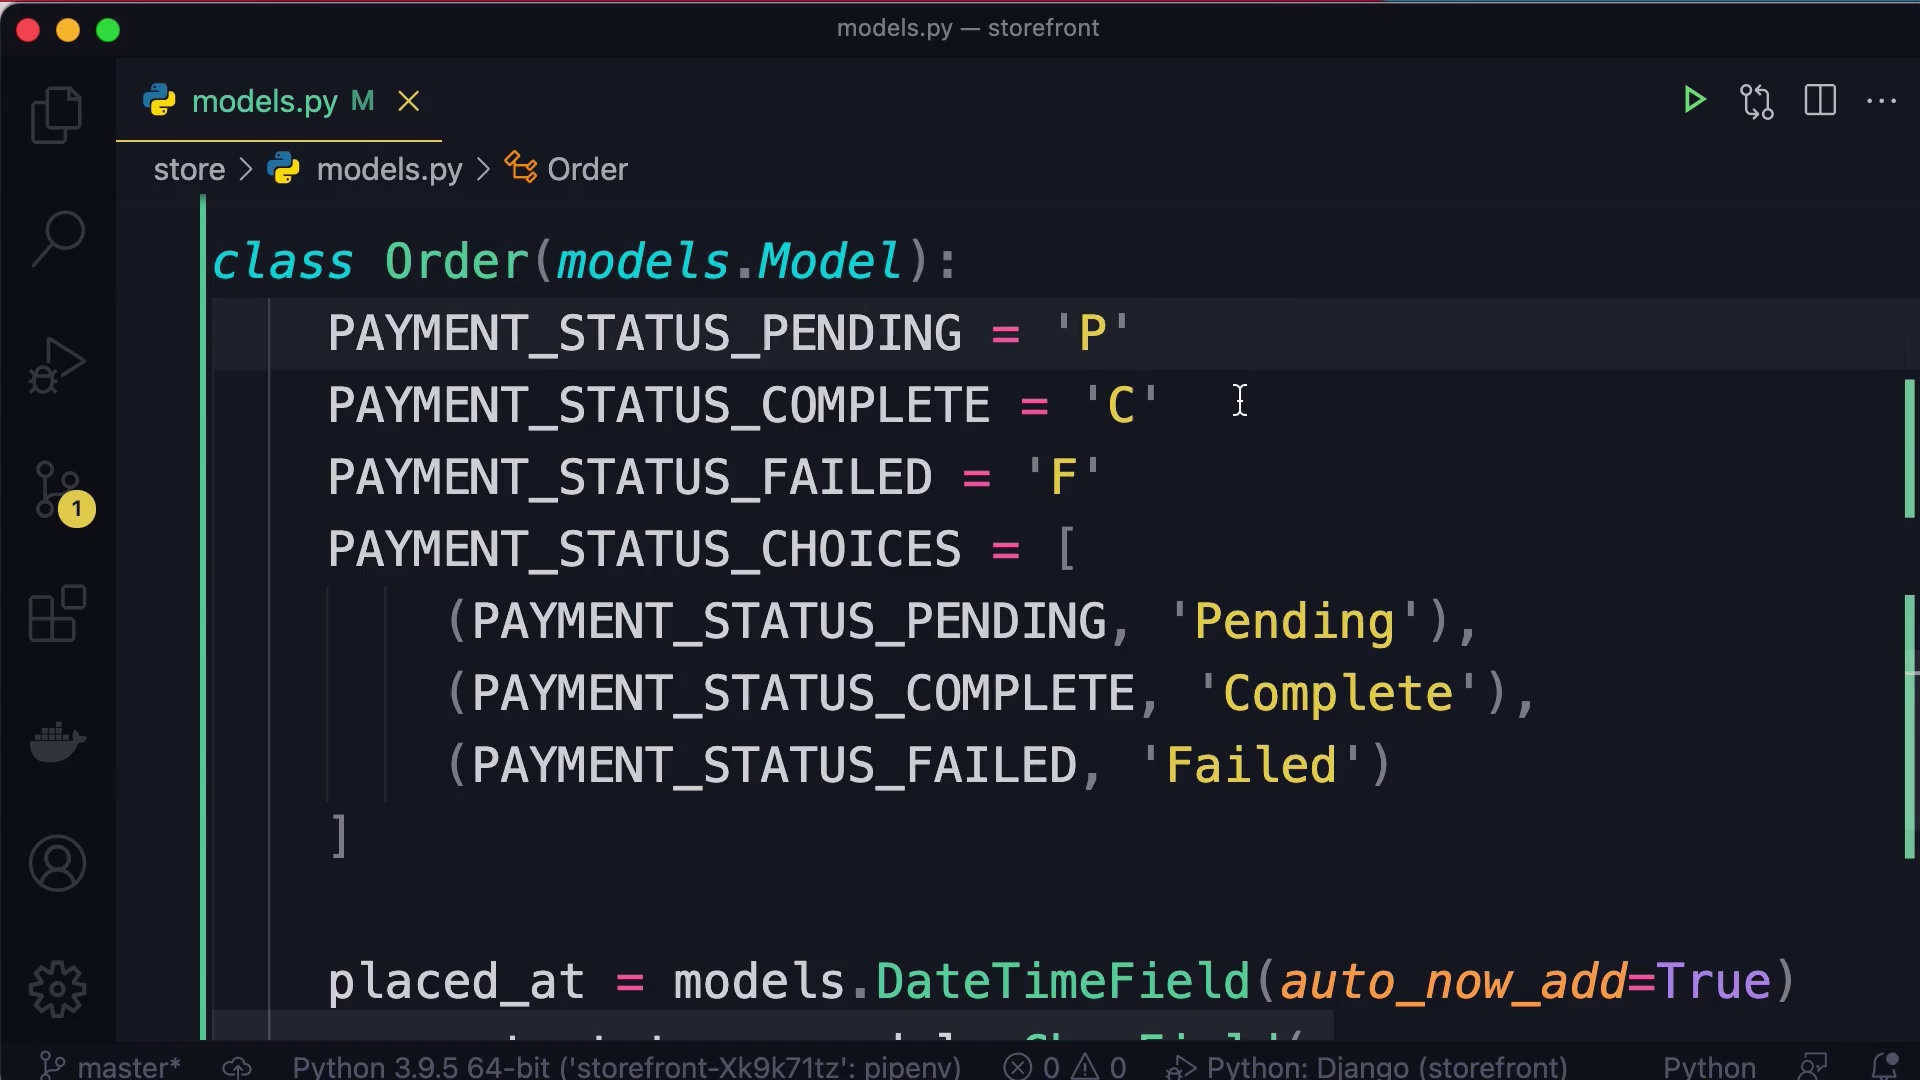 models.py — storefront
models.py M
store > models.py > Order
class Order(models.Model):
PAYMENT_STATUS_PENDING = 'P'
PAYMENT_STATUS_COMPLETE = 'C'
PAYMENT_STATUS_FAILED = 'F'
PAYMENT_STATUS_CHOICES = [
(PAYMENT_STATUS_PENDING, 'Pending'),
(PAYMENT_STATUS_COMPLETE, 'Complete'),
(PAYMENT_STATUS_FAILED, 'Failed')
]
placed_at = models.DateTimeField(auto_now_add=True)
1
master* Python 3.9.5 64-bit ('storefront-Xk9k71tz': pipenv) 0 0 Python: Django (storefront) Python